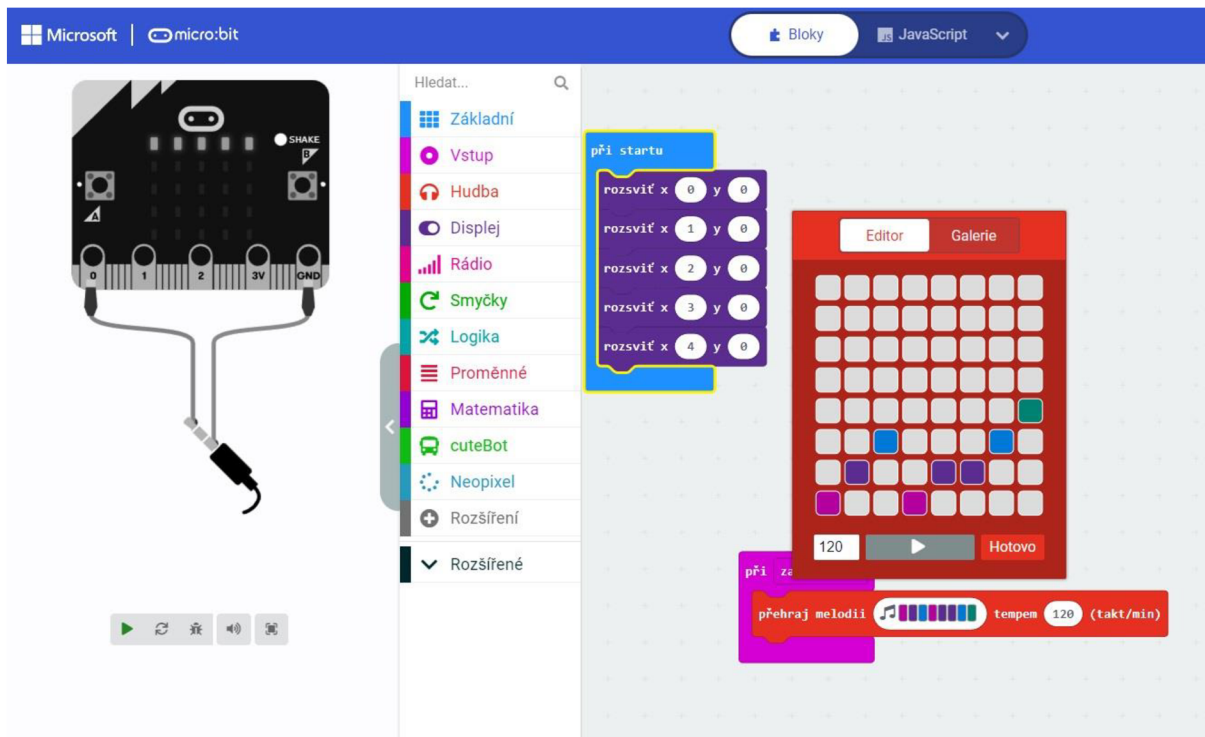 Microsoft | micro:bit
Bloky
JS JavaScript
SHAKE
B
A
0 1 2 3V GND
Hledat...
Základní
Vstup
Hudba
Displej
Rádio
Smyčky
Logika
Proměnné
Matematika
cuteBot
Neopixel
Rozšíření
Rozšířené
při startu
rozsviť x 0 y 0
rozsviť x 1 y 0
rozsviť x 2 y 0
rozsviť x 3 y 0
rozsviť x 4 y 0
Editor Galerie
120 Hotovo
při za
přehraj melodii tempem 120 (takt/min)